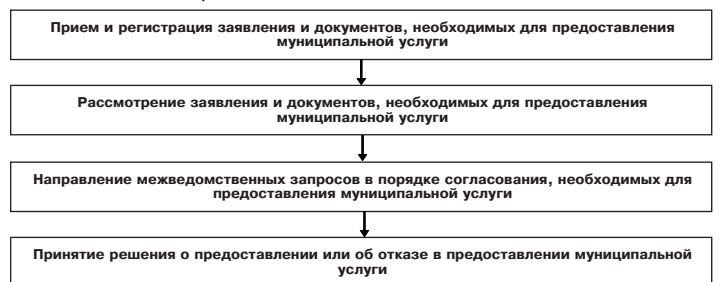 Прием и регистрация заявления и документов, необходимых для предоставления
муниципальной услуги
Рассмотрение заявления и документов, необходимых для предоставления
муниципальной услуги
Направление межведомственных запросов в порядке согласования, необходимых для
предоставления муниципальной услуги
Принятие решения о предоставлении или об отказе в предоставлении муниципальной
услуги